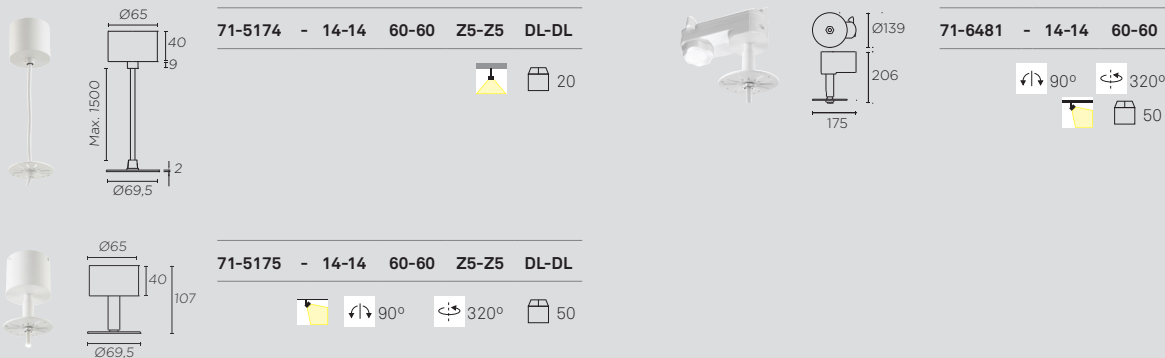 Ø65
40
9
Max. 1500
2
Ø69,5
71-5174 - 14-14 60-60 Z5-Z5 DL-DL
20
Ø139
206
175
71-6481 - 14-14 60-60
90º 320º
50
Ø65
40
107
Ø69,5
71-5175 - 14-14 60-60 Z5-Z5 DL-DL
90º 320º 50